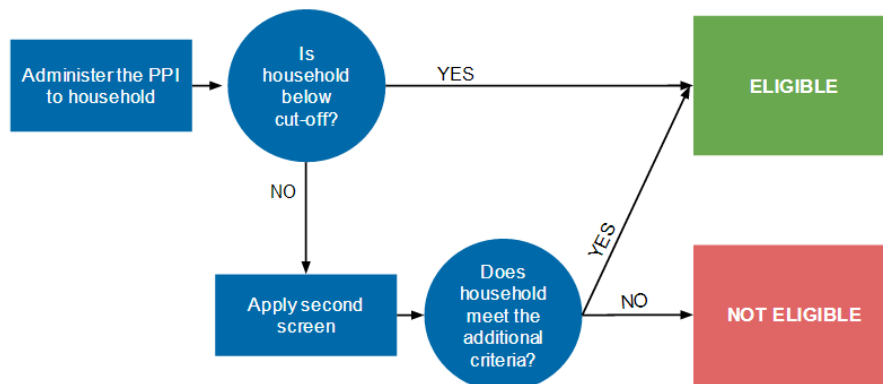 Administer the PPI
to household
Is
household
below
cut-off?
YES
ELIGIBLE
NO
Apply second
screen
Does
household
meet the
additional
criteria?
YES
NO
NOT ELIGIBLE